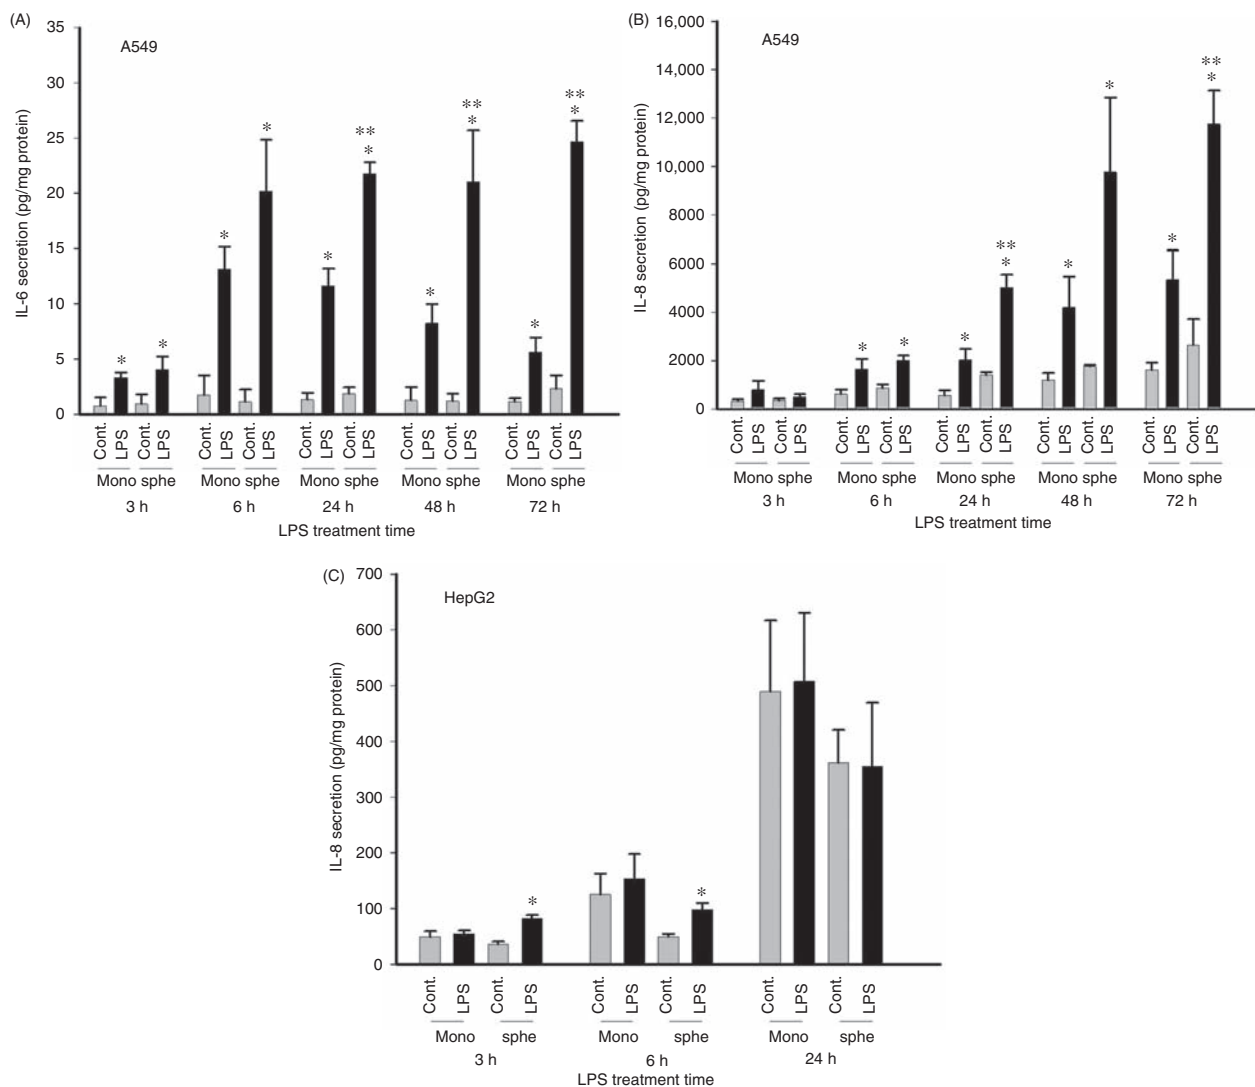 (A)
A549
IL-6 secretion (pg/mg protein)
35
30
25
20
15
10
5
0
* * * * * ** * * ** * * ** *
Cont. LPS Cont. LPS Cont. LPS Cont. LPS Cont. LPS Cont. LPS Cont. LPS Cont. LPS Cont. LPS Cont. LPS
Mono sphe Mono sphe Mono sphe Mono sphe Mono sphe
3 h 6 h 24 h 48 h 72 h
LPS treatment time
(B)
A549
IL-8 secretion (pg/mg protein)
16,000
14,000
12,000
10,000
8000
6000
4000
2000
0
* * * ** * * * * ** *
Cont. LPS Cont. LPS Cont. LPS Cont. LPS Cont. LPS Cont. LPS Cont. LPS Cont. LPS Cont. LPS Cont. LPS
Mono sphe Mono sphe Mono sphe Mono sphe Mono sphe
3 h 6 h 24 h 48 h 72 h
LPS treatment time
(C)
HepG2
IL-8 secretion (pg/mg protein)
700
600
500
400
300
200
100
0
* *
Cont. LPS Cont. LPS Cont. LPS Cont. LPS Cont. LPS Cont. LPS
Mono sphe Mono sphe Mono sphe
3 h 6 h 24 h
LPS treatment time